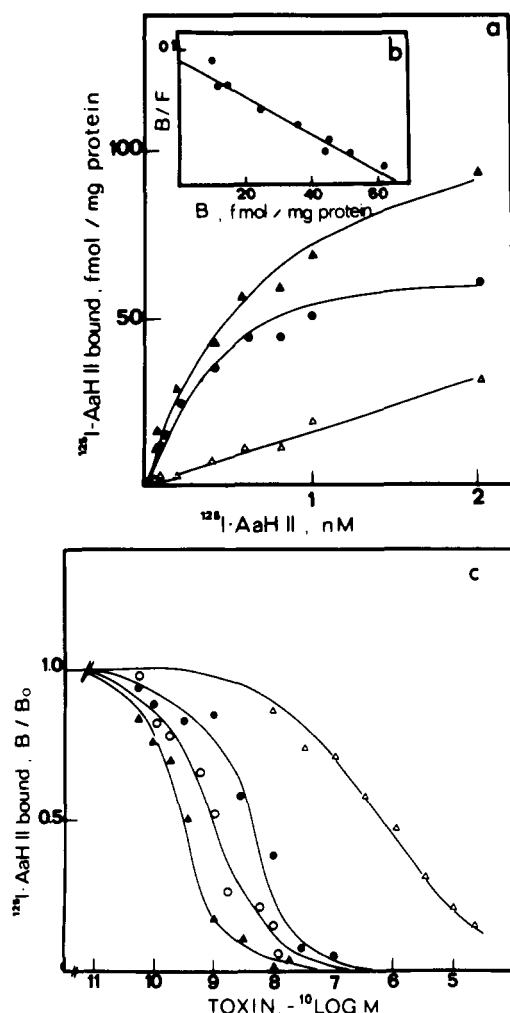 a
b
01
B/F
20 40 60
B , fmol / mg protein
100
50
¹²⁵I-AaH II bound, fmol / mg protein
1 2
¹²⁵I·AaH II , nM
c
1.0
0.5
¹²⁵I·AaH II bound, B / B₀
11 10 9 8 7 6 5
TOXIN, -¹⁰LOG M